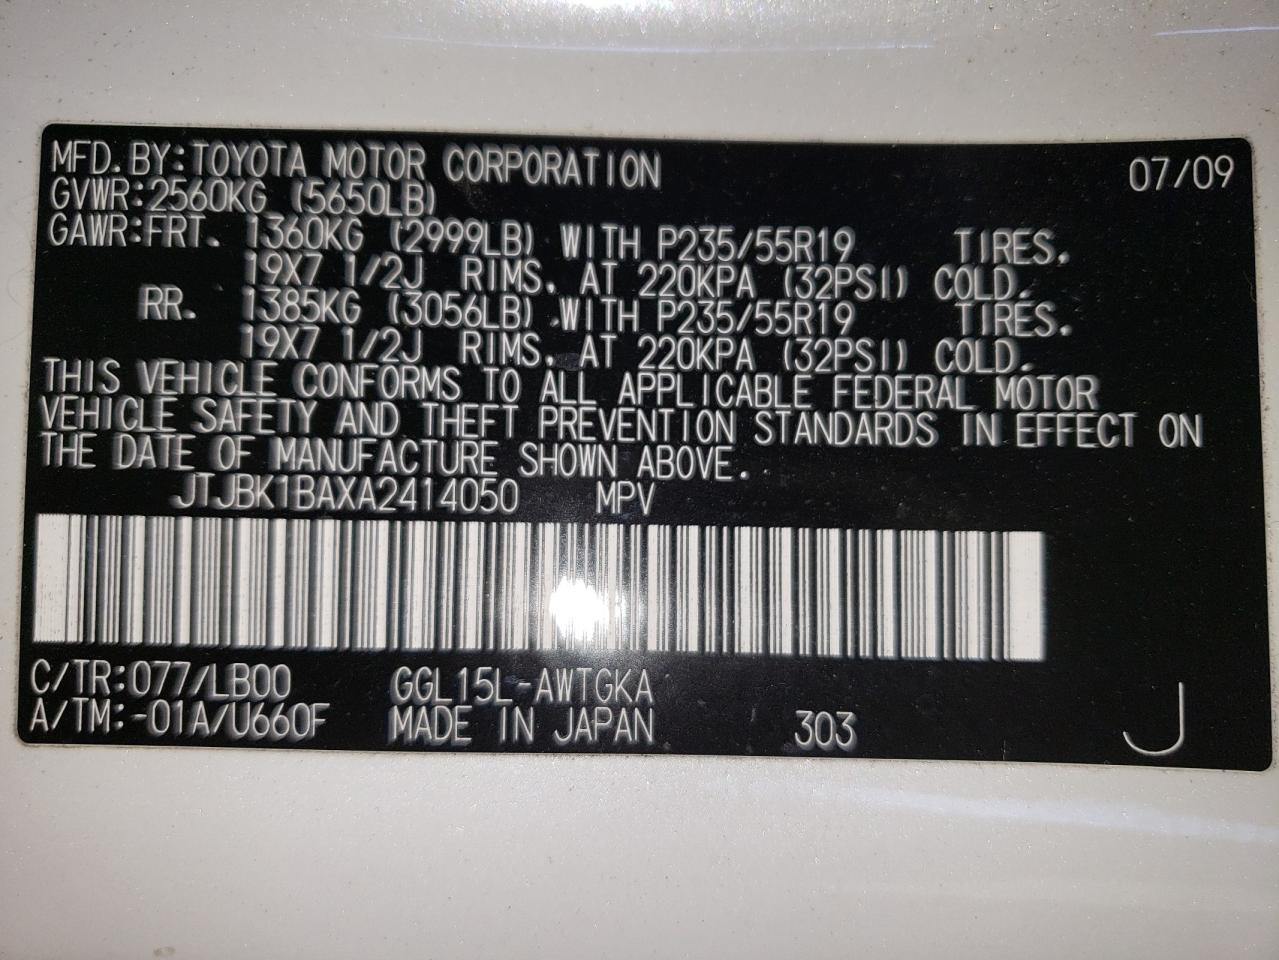 MFD.BY:TOYOTA MOTOR CORPORATION 07/09
GVWR:2560KG (5650LB)
GAWR:FRT. 1360KG (2999LB) WITH P235/55R19 TIRES.
19X7 1/2J RIMS. AT 220KPA (32PSI) COLD.
RR. 1385KG (3056LB) WITH P235/55R19 TIRES.
19X7 1/2J RIMS. AT 220KPA (32PSI) COLD.
THIS VEHICLE CONFORMS TO ALL APPLICABLE FEDERAL MOTOR
VEHICLE SAFETY AND THEFT PREVENTION STANDARDS IN EFFECT ON
THE DATE OF MANUFACTURE SHOWN ABOVE.
JTJBK1BAXA2414050 MPV
C/TR:077/LB00 GGL15L-AWTGKA
A/TM:-01A/U660F MADE IN JAPAN 303 J